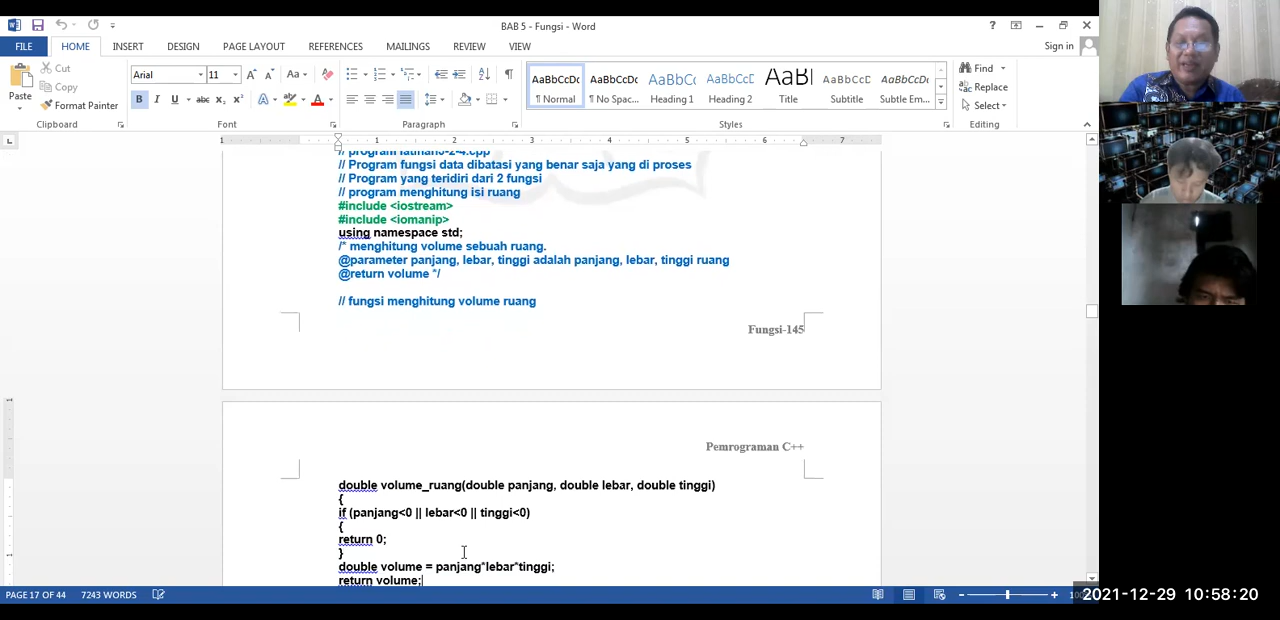 BAB 5 - Fungsi - Word
FILE HOME INSERT DESIGN PAGE LAYOUT REFERENCES MAILINGS REVIEW VIEW Sign in
Paste
Cut
Copy
Format Painter
Clipboard
Arial 11
Font
Paragraph
AaBbCcDc AaBbCcDc AaBbCc AaBbCcD AaBl AaBbCcD AaBbCcDc
¶ Normal ¶ No Spac... Heading 1 Heading 2 Title Subtitle Subtle Em...
Styles
Find
Replace
Select
Editing
// Program fungsi data dibatasi yang benar saja yang di proses
// Program yang teridiri dari 2 fungsi
// program menghitung isi ruang
#include <iostream>
#include <iomanip>
using namespace std;
/* menghitung volume sebuah ruang.
@parameter panjang, lebar, tinggi adalah panjang, lebar, tinggi ruang
@return volume */
// fungsi menghitung volume ruang
Fungsi-145
Pemrograman C++
double volume_ruang(double panjang, double lebar, double tinggi)
{
if (panjang<0 || lebar<0 || tinggi<0)
{
return 0;
}
double volume = panjang*lebar*tinggi;
return volume;
PAGE 17 OF 44 7243 WORDS
2021-12-29 10:58:20